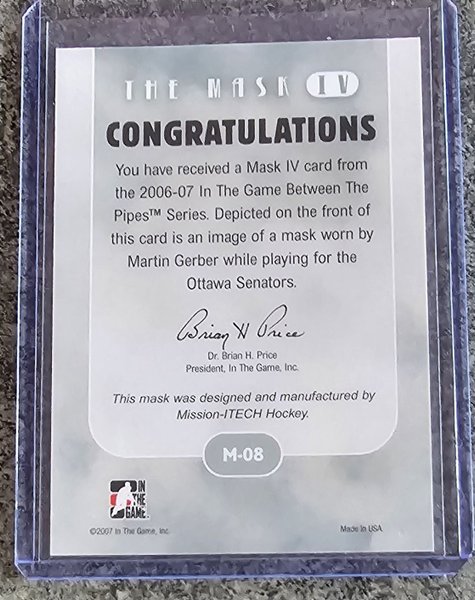 THE MASK IV
CONGRATULATIONS
You have received a Mask IV card from
the 2006-07 In The Game Between The
Pipes™ Series. Depicted on the front of
this card is an image of a mask worn by
Martin Gerber while playing for the
Ottawa Senators.
Brian H Price
Dr. Brian H. Price
President, In The Game, Inc.
This mask was designed and manufactured by
Mission-ITECH Hockey.
M-08
IN
THE
GAME
©2007 In The Game, Inc.
Made In USA